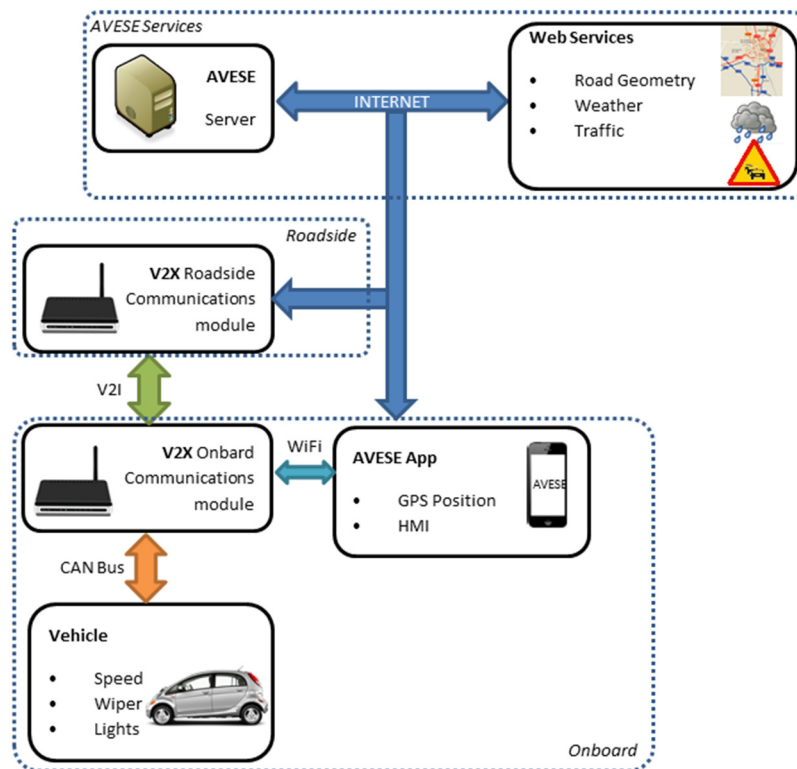 AVESE Services
AVESE
Server
INTERNET
Web Services
• Road Geometry
• Weather
• Traffic
Roadside
V2X Roadside
Communications
module
V2I
V2X Onbard
Communications
module
WiFi
AVESE App
• GPS Position
• HMI
AVESE
CAN Bus
Vehicle
• Speed
• Wiper
• Lights
Onboard